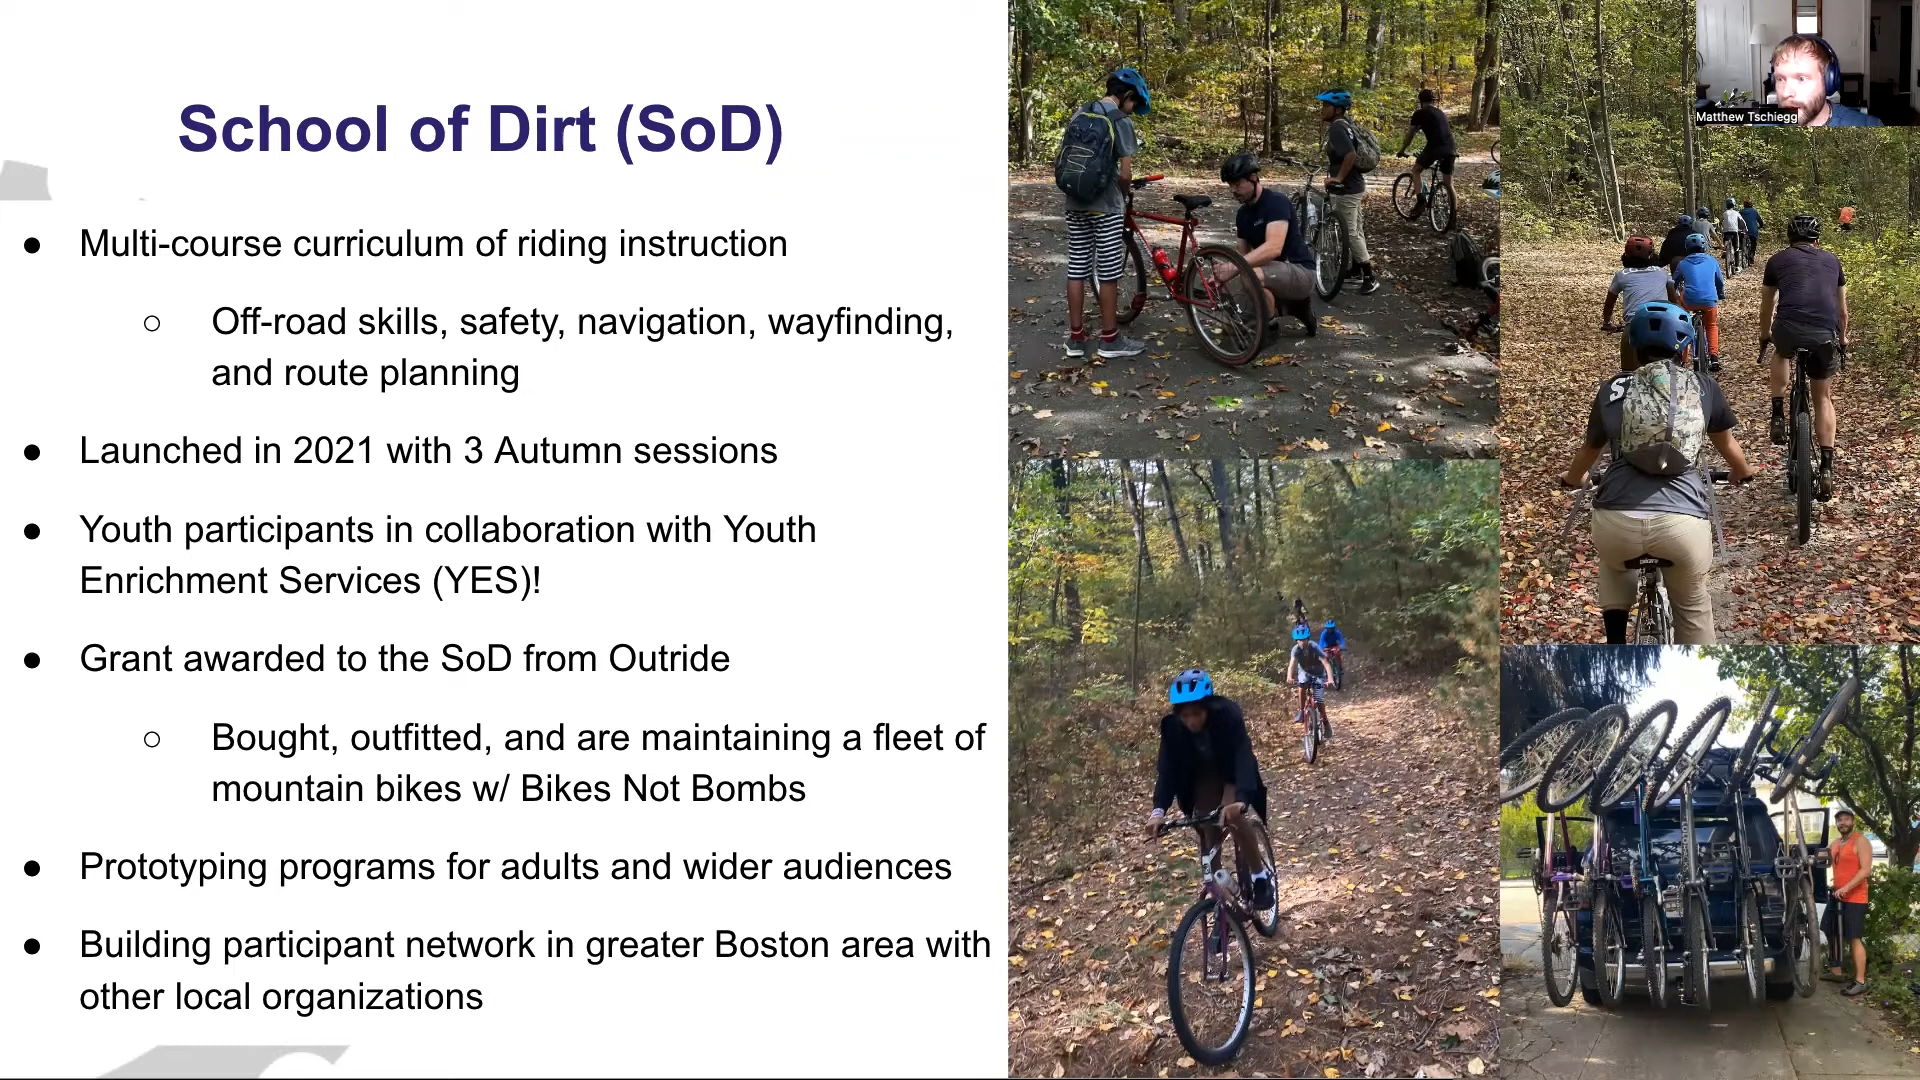 School of Dirt (SoD)
● Multi-course curriculum of riding instruction
○ Off-road skills, safety, navigation, wayfinding,
and route planning
● Launched in 2021 with 3 Autumn sessions
● Youth participants in collaboration with Youth
Enrichment Services (YES)!
● Grant awarded to the SoD from Outride
○ Bought, outfitted, and are maintaining a fleet of
mountain bikes w/ Bikes Not Bombs
● Prototyping programs for adults and wider audiences
● Building participant network in greater Boston area with
other local organizations
Matthew Tschiegg